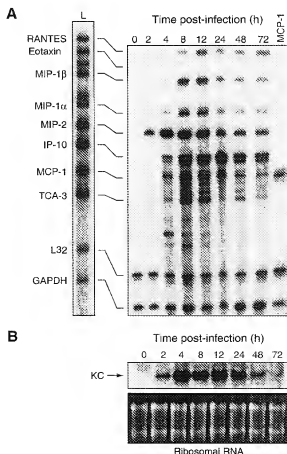 A
Time post-infection (h)
L
0 2 4 8 12 24 48 72 MCP-1
RANTES
Eotaxin
MIP-1β
MIP-1α
MIP-2
IP-10
MCP-1
TCA-3
L32
GAPDH
B
Time post-infection (h)
0 2 4 8 12 24 48 72
KC
Ribosomal RNA